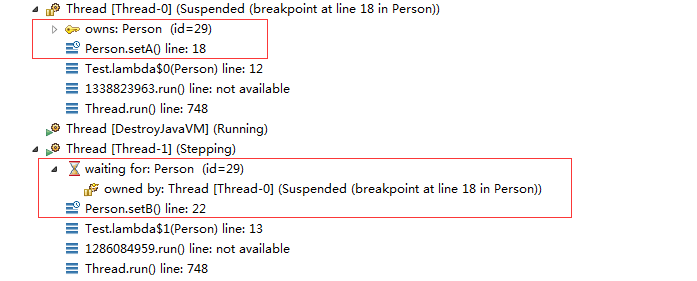 Thread [Thread-0] (Suspended (breakpoint at line 18 in Person))
owns: Person (id=29)
Person.setA() line: 18
Test.lambda$0(Person) line: 12
1338823963.run() line: not available
Thread.run() line: 748
Thread [DestroyJavaVM] (Running)
Thread [Thread-1] (Stepping)
waiting for: Person (id=29)
owned by: Thread [Thread-0] (Suspended (breakpoint at line 18 in Person))
Person.setB() line: 22
Test.lambda$1(Person) line: 13
1286084959.run() line: not available
Thread.run() line: 748